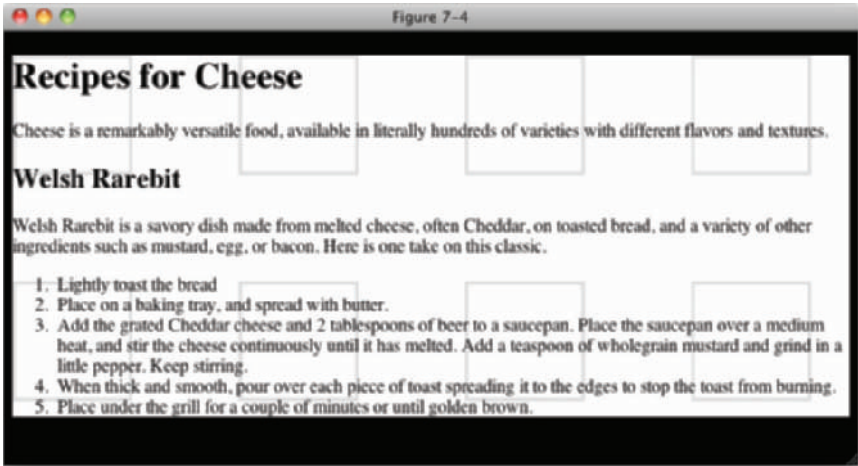 Figure 7-4
Recipes for Cheese
Cheese is a remarkably versatile food, available in literally hundreds of varieties with different flavors and textures.
Welsh Rarebit
Welsh Rarebit is a savory dish made from melted cheese, often Cheddar, on toasted bread, and a variety of other
ingredients such as mustard, egg, or bacon. Here is one take on this classic.
1. Lightly toast the bread
2. Place on a baking tray, and spread with butter.
3. Add the grated Cheddar cheese and 2 tablespoons of beer to a saucepan. Place the saucepan over a medium
heat, and stir the cheese continuously until it has melted. Add a teaspoon of wholegrain mustard and grind in a
little pepper. Keep stirring.
4. When thick and smooth, pour over each piece of toast spreading it to the edges to stop the toast from burning.
5. Place under the grill for a couple of minutes or until golden brown.